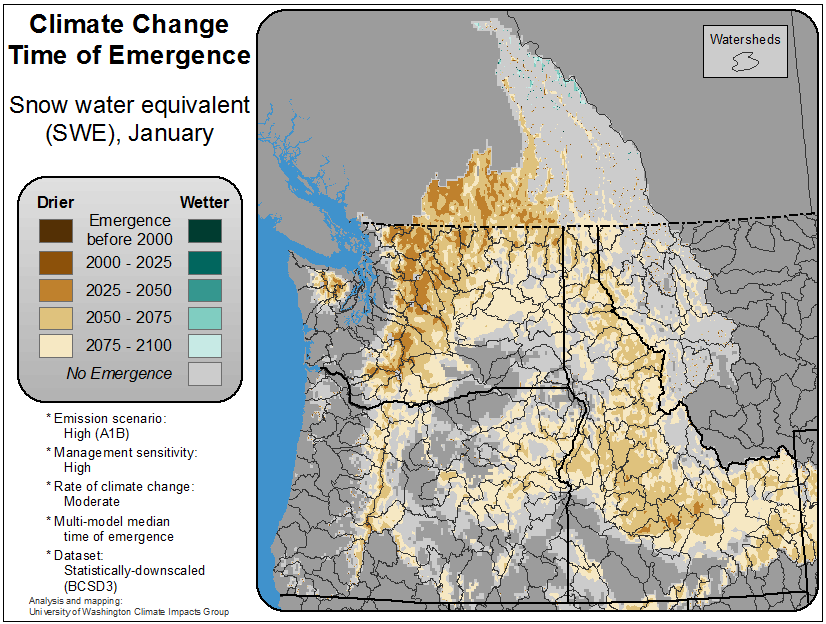 Climate Change
Time of Emergence
Snow water equivalent
(SWE), January
Drier
Wetter
Emergence
before 2000
2000 - 2025
2025 - 2050
2050 - 2075
2075 - 2100
No Emergence
* Emission scenario:
High (A1B)
* Management sensitivity:
High
* Rate of climate change:
Moderate
* Multi-model median
time of emergence
* Dataset:
Statistically-downscaled
(BCSD3)
Analysis and mapping:
University of Washington Climate Impacts Group
Watersheds